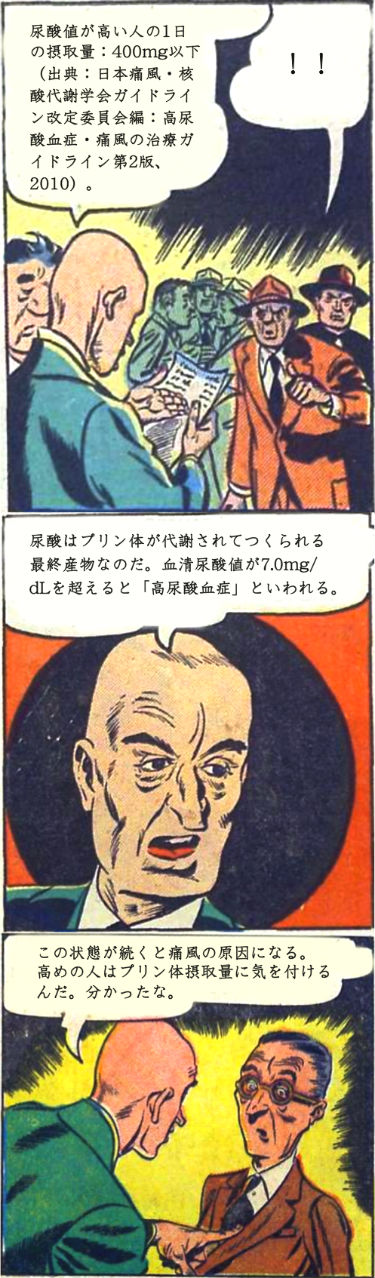 尿酸値が高い人の1日
の摂取量：400mg以下
（出典：日本痛風・核
酸代謝学会ガイドライ
ン改定委員会編：高尿
酸血症・痛風の治療ガ
イドライン第2版、
2010）。
！！
尿酸はプリン体が代謝されてつくられる
最終産物なのだ。血清尿酸値が7.0mg/
dLを超えると「高尿酸血症」といわれる。
この状態が続くと痛風の原因になる。
高めの人はプリン体摂取量に気を付ける
んだ。分かったな。